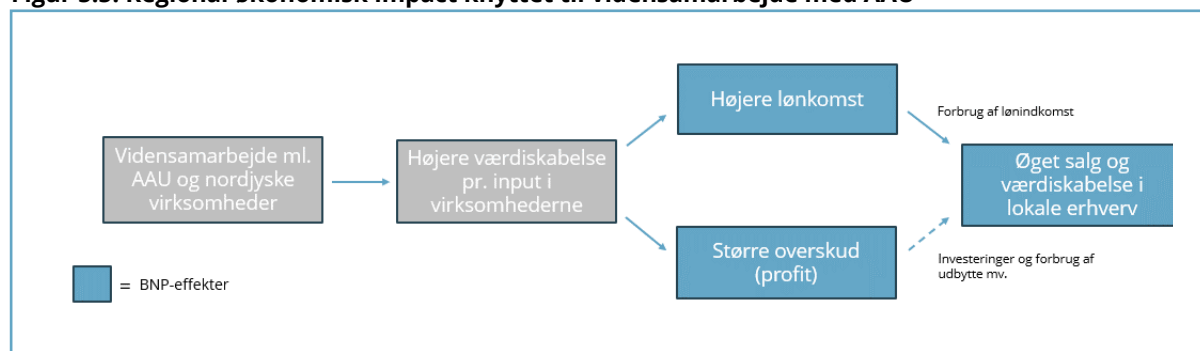 Højere lønkomst
Forbrug af lønindkomst
Vidensamarbejde ml.
AAU og nordjyske
virksomheder
Højere værdiskabelse
pr. input i
virksomhederne
Øget salg og
værdiskabelse i
lokale erhverv
Større overskud
(profit)
Investeringer og forbrug af
udbytte mv.
= BNP-effekter